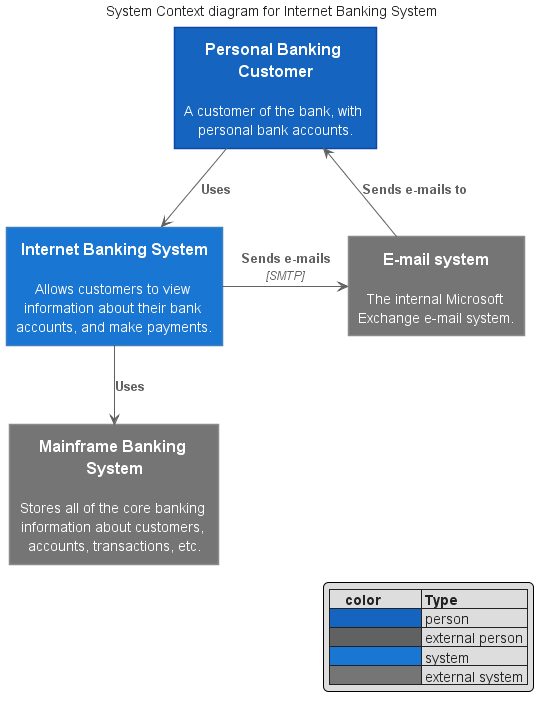 System Context diagram for Internet Banking System
Personal Banking
Customer
A customer of the bank, with
personal bank accounts.
Uses
Sends e-mails to
Internet Banking System
Allows customers to view
information about their bank
accounts, and make payments.
Sends e-mails
[SMTP]
E-mail system
The internal Microsoft
Exchange e-mail system.
Uses
Mainframe Banking
System
Stores all of the core banking
information about customers,
accounts, transactions, etc.
color Type
person
external person
system
external system